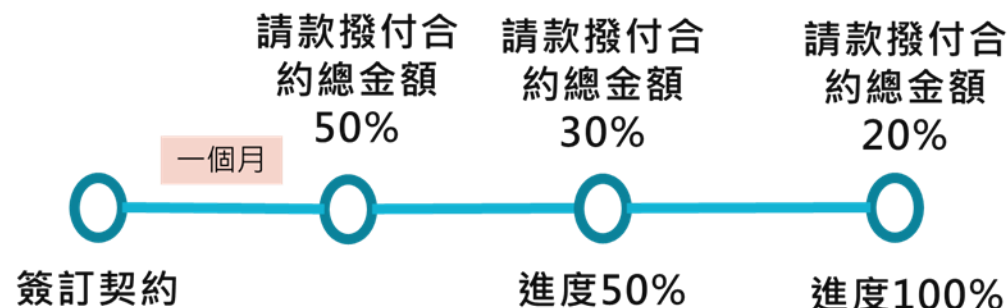 請款撥付合
約總金額
50%
請款撥付合
約總金額
30%
請款撥付合
約總金額
20%
一個月
簽訂契約
進度50%
進度100%